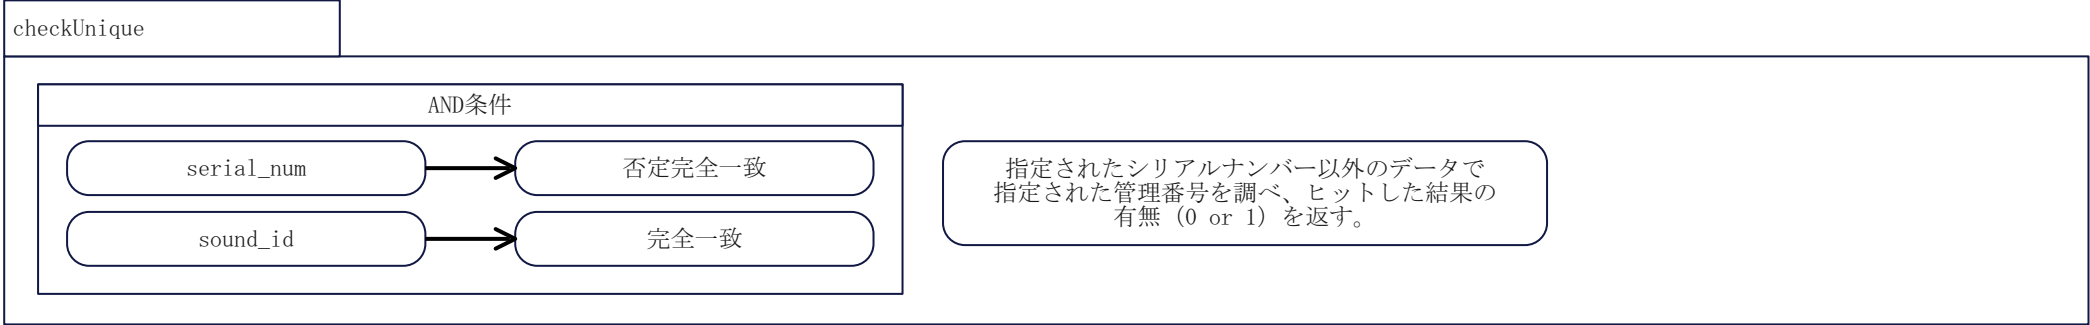 checkUnique
AND条件
serial_num
否定完全一致
sound_id
完全一致
指定されたシリアルナンバー以外のデータで
指定された管理番号を調べ、ヒットした結果の
有無（0 or 1）を返す。